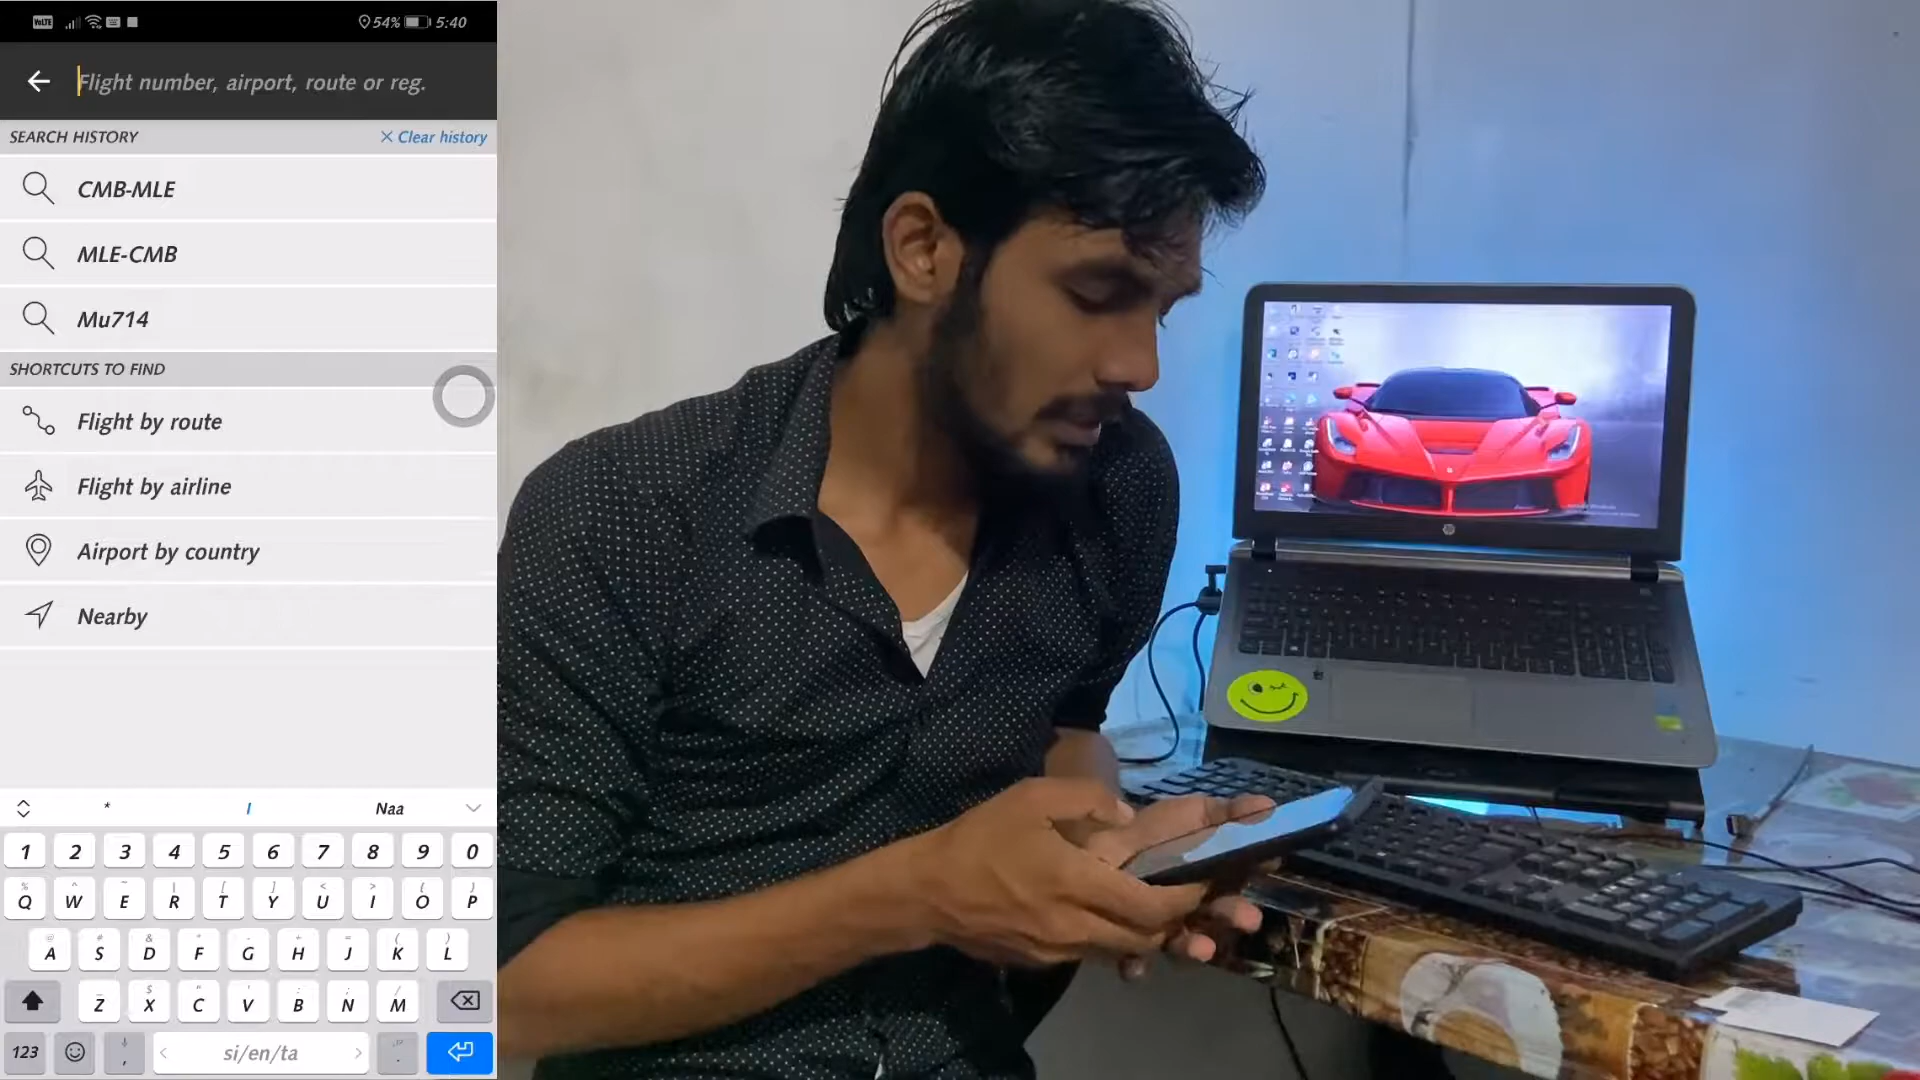 VoLTE
54% 5:40
Flight number, airport, route or reg.
SEARCH HISTORY
Clear history
CMB-MLE
MLE-CMB
Mu714
SHORTCUTS TO FIND
Flight by route
Flight by airline
Airport by country
Nearby
* I Naa
1 2 3 4 5 6 7 8 9 0
Q W E R T Y U I O P
A S D F G H J K L
Z X C V B N M
123 , si/en/ta .
hp